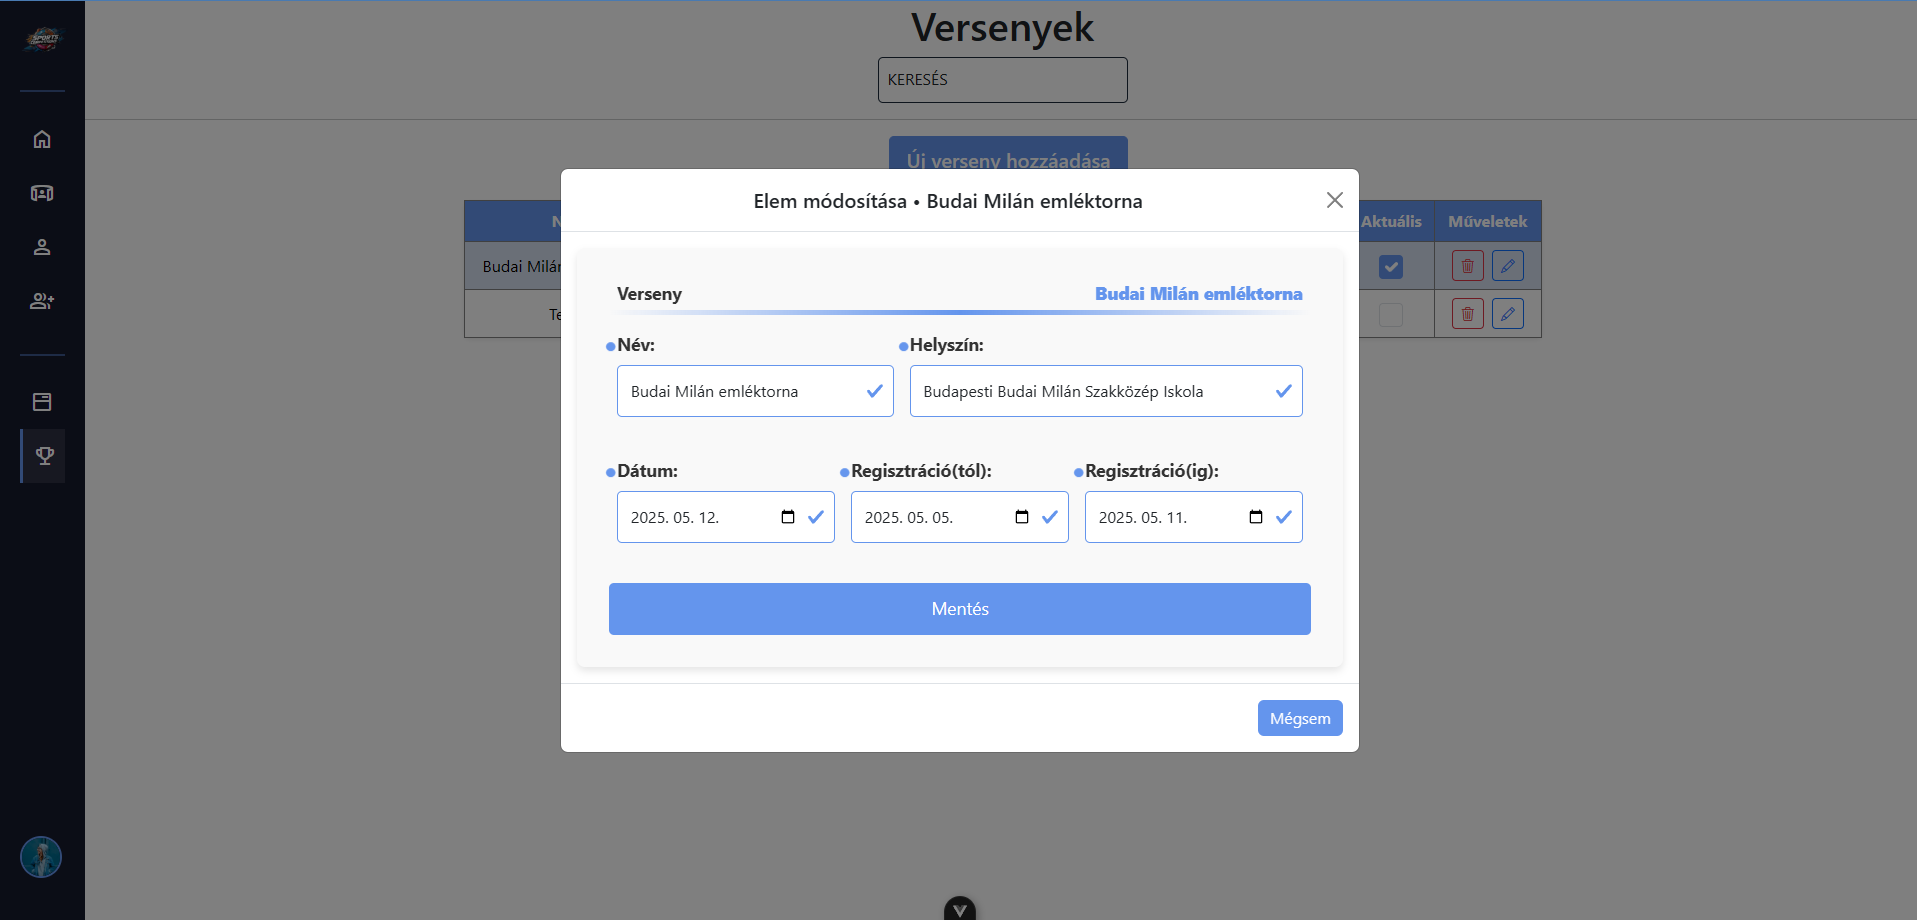 SPORTS
Versenyek
KERESÉS
Új verseny hozzáadása
Elem módosítása • Budai Milán emléktorna
Aktuális Műveletek
Budai Milán
Verseny Budai Milán emléktorna
Név: Helyszín:
Budai Milán emléktorna Budapesti Budai Milán Szakközép Iskola
Dátum: Regisztráció(tól): Regisztráció(ig):
2025. 05. 12. 2025. 05. 05. 2025. 05. 11.
Mentés
Mégsem